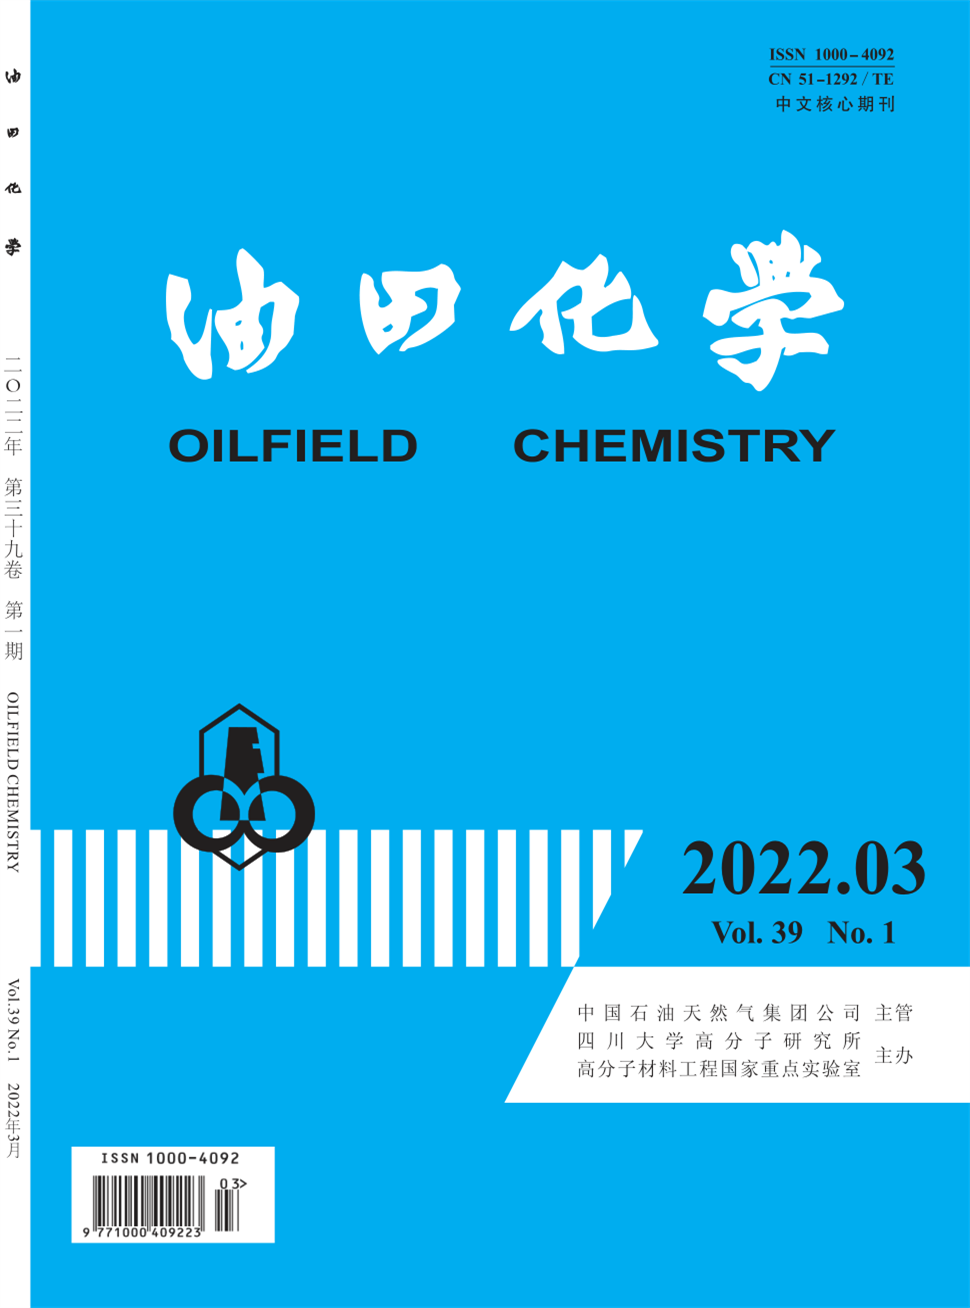 ISSN 1000-4092
CN 51-1292/TE
中文核心期刊
油田化学
OILFIELD CHEMISTRY
2022.03
Vol. 39 No. 1
中国石油天然气集团公司 主管
四川大学高分子研究所
高分子材料工程国家重点实验室 主办
ISSN 1000-4092
03>
9 771000 409223
油田化学 二〇二二年 第三十九卷 第一期 OILFIELD CHEMISTRY Vol.39 No.1 2022年3月